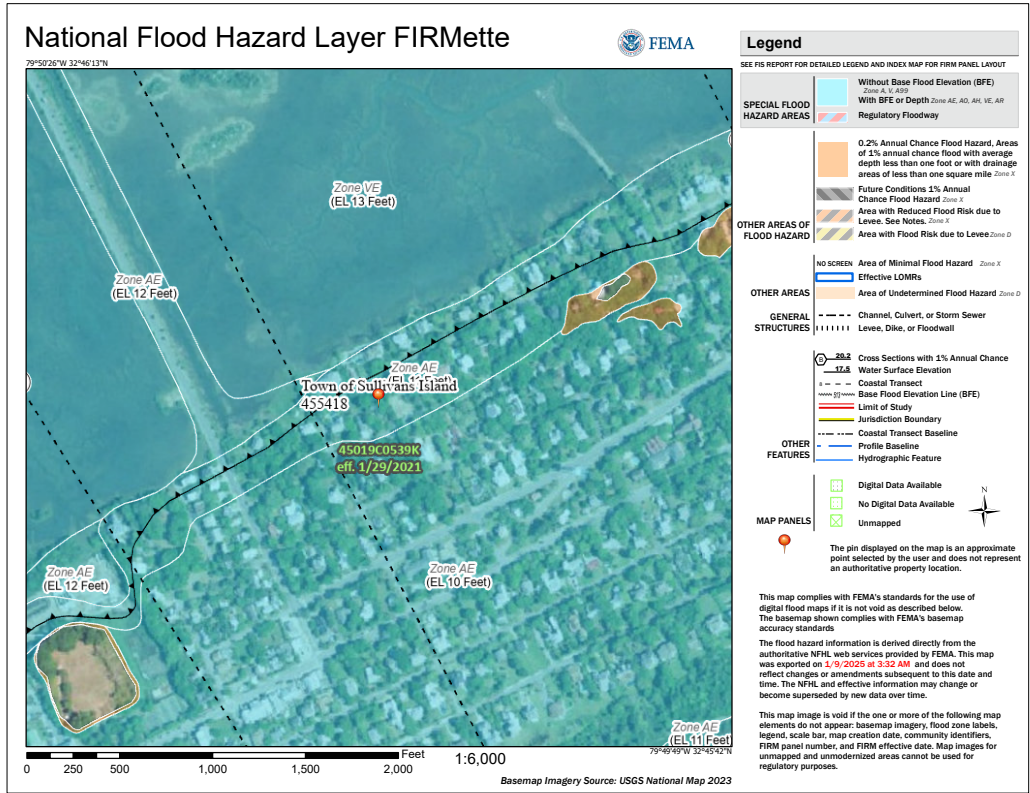 National Flood Hazard Layer FIRMette
FEMA
79°50'26"W 32°46'13"N
Zone VE
(EL 13 Feet)
Zone AE
(EL 12 Feet)
Zone AE
Town of Sullivans Island
455418
45019C0539K
eff. 1/29/2021
Zone AE
(EL 12 Feet)
Zone AE
(EL 10 Feet)
Zone AE
(EL 11 Feet)
79°49'49"W 32°45'42"N
0 250 500 1,000 1,500 2,000
Feet
1:6,000
Basemap Imagery Source: USGS National Map 2023
Legend
SEE FIS REPORT FOR DETAILED LEGEND AND INDEX MAP FOR FIRM PANEL LAYOUT
SPECIAL FLOOD
HAZARD AREAS
Without Base Flood Elevation (BFE)
Zone A, V, A99
With BFE or Depth Zone AE, AO, AH, VE, AR
Regulatory Floodway
OTHER AREAS OF
FLOOD HAZARD
0.2% Annual Chance Flood Hazard, Areas
of 1% annual chance flood with average
depth less than one foot or with drainage
areas of less than one square mile Zone X
Future Conditions 1% Annual
Chance Flood Hazard Zone X
Area with Reduced Flood Risk due to
Levee. See Notes. Zone X
Area with Flood Risk due to Levee Zone D
OTHER AREAS
NO SCREEN Area of Minimal Flood Hazard Zone X
Effective LOMRs
Area of Undetermined Flood Hazard Zone D
GENERAL
STRUCTURES
Channel, Culvert, or Storm Sewer
Levee, Dike, or Floodwall
OTHER
FEATURES
B 20.2 Cross Sections with 1% Annual Chance
17.5 Water Surface Elevation
8 Coastal Transect
Base Flood Elevation Line (BFE)
Limit of Study
Jurisdiction Boundary
Coastal Transect Baseline
Profile Baseline
Hydrographic Feature
MAP PANELS
Digital Data Available
No Digital Data Available
Unmapped
N
The pin displayed on the map is an approximate
point selected by the user and does not represent
an authoritative property location.
This map complies with FEMA's standards for the use of
digital flood maps if it is not void as described below.
The basemap shown complies with FEMA's basemap
accuracy standards
The flood hazard information is derived directly from the
authoritative NFHL web services provided by FEMA. This map
was exported on 1/9/2025 at 3:32 AM and does not
reflect changes or amendments subsequent to this date and
time. The NFHL and effective information may change or
become superseded by new data over time.
This map image is void if the one or more of the following map
elements do not appear: basemap imagery, flood zone labels,
legend, scale bar, map creation date, community identifiers,
FIRM panel number, and FIRM effective date. Map images for
unmapped and unmodernized areas cannot be used for
regulatory purposes.